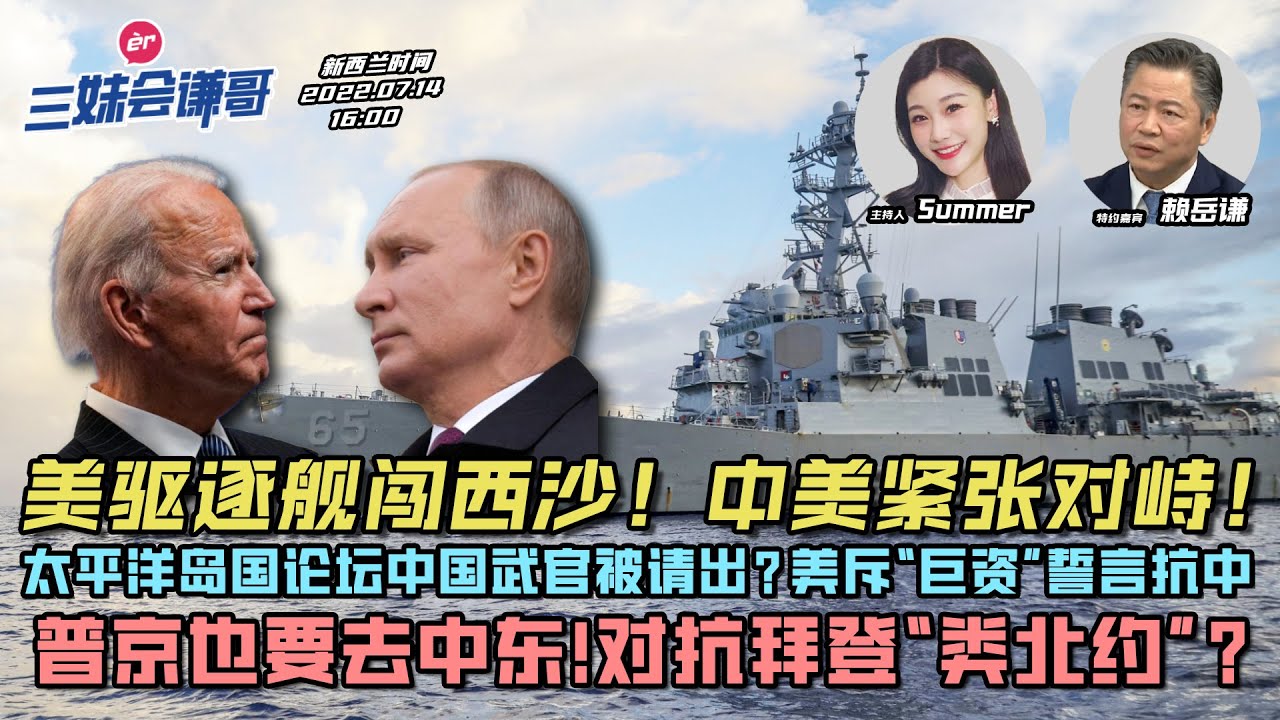 èr
三妹会谦哥
新西兰时间
2022.07.14
16:00
主持人 Summer
特约嘉宾 赖岳谦
65
美驱逐舰闯西沙！中美紧张对峙！
太平洋岛国论坛中国武官被请出？美斥“巨资”誓言抗中
普京也要去中东!对抗拜登“类北约”？